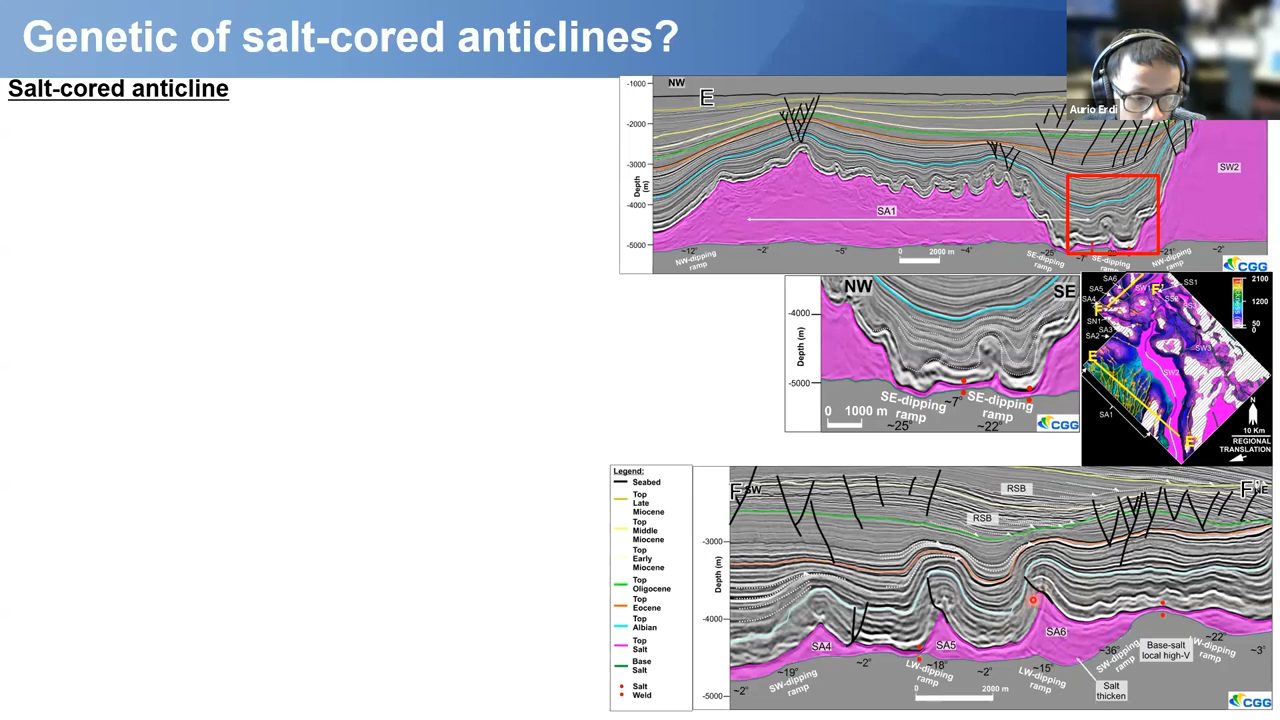 Genetic of salt-cored anticlines?
Salt-cored anticline
Aurio Erdi
NW
E
-1000
-2000
-3000
-4000
-5000
Depth
(m)
SA1
SW2
~12°
~2°
~5°
~4°
~25°
~7°
~21°
~2°
NW-dipping
ramp
SE-dipping
ramp
SE-dipping
ramp
NW-dipping
ramp
0 2000 m
CGG
NW
SE
-4000
-5000
Depth (m)
SE-dipping
ramp
~25°
~7°
SE-dipping
ramp
~22°
0 1000 m
CGG
SA6
SA5
SA4
SN1
SA3
SA2
SW1
SS1
SW3
SW2
SA1
F
F'
E
E'
2100
1200
50
0
N
10 Km
REGIONAL
TRANSLATION
Legend:
Seabed
Top
Late
Miocene
Top
Middle
Miocene
Top
Early
Miocene
Top
Oligocene
Top
Eocene
Top
Albian
Top
Salt
Base
Salt
Salt
Weld
F
SW
F'
NE
RSB
RSB
-3000
-4000
-5000
Depth (m)
SA4
SA5
SA6
~2°
~19°
~2°
~18°
~2°
~15°
~36°
~22°
~3°
SW-dipping
ramp
LW-dipping
ramp
LW-dipping
ramp
SW-dipping
ramp
Base-salt
local high-V
ramp
Salt
thicken
0 2000 m
CGG